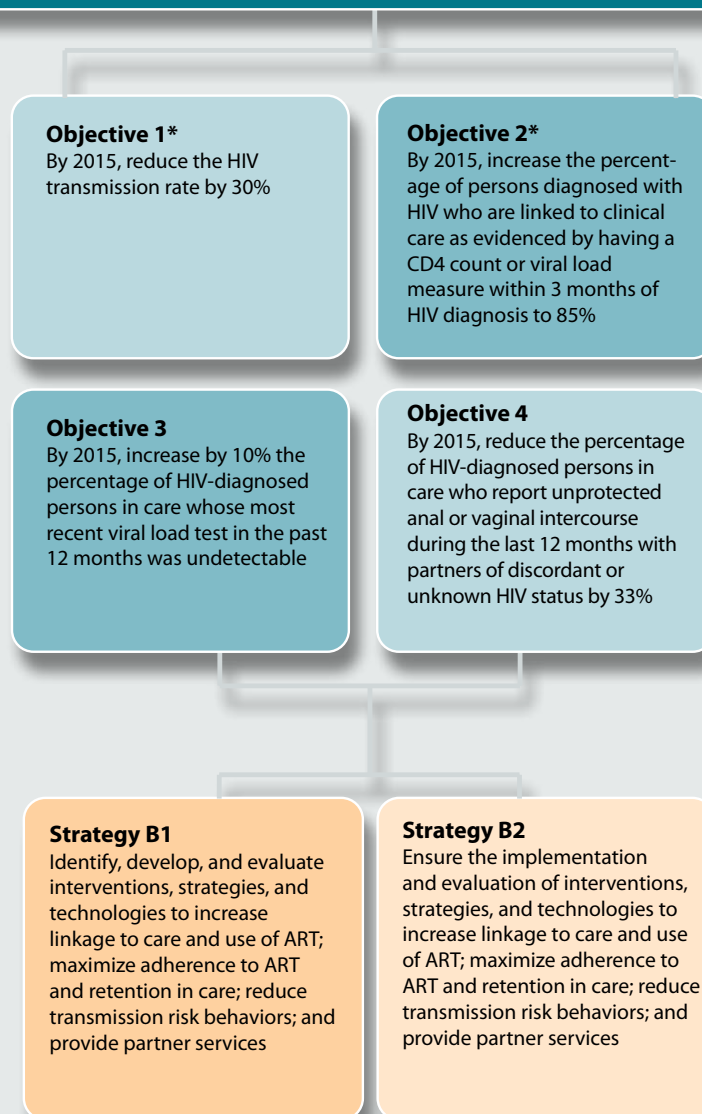 Objective 1*
By 2015, reduce the HIV
transmission rate by 30%
Objective 2*
By 2015, increase the percent-
age of persons diagnosed with
HIV who are linked to clinical
care as evidenced by having a
CD4 count or viral load
measure within 3 months of
HIV diagnosis to 85%
Objective 3
By 2015, increase by 10% the
percentage of HIV-diagnosed
persons in care whose most
recent viral load test in the past
12 months was undetectable
Objective 4
By 2015, reduce the percentage
of HIV-diagnosed persons in
care who report unprotected
anal or vaginal intercourse
during the last 12 months with
partners of discordant or
unknown HIV status by 33%
Strategy B1
Identify, develop, and evaluate
interventions, strategies, and
technologies to increase
linkage to care and use of ART;
maximize adherence to ART
and retention in care; reduce
transmission risk behaviors; and
provide partner services
Strategy B2
Ensure the implementation
and evaluation of interventions,
strategies, and technologies to
increase linkage to care and use
of ART; maximize adherence to
ART and retention in care; reduce
transmission risk behaviors; and
provide partner services